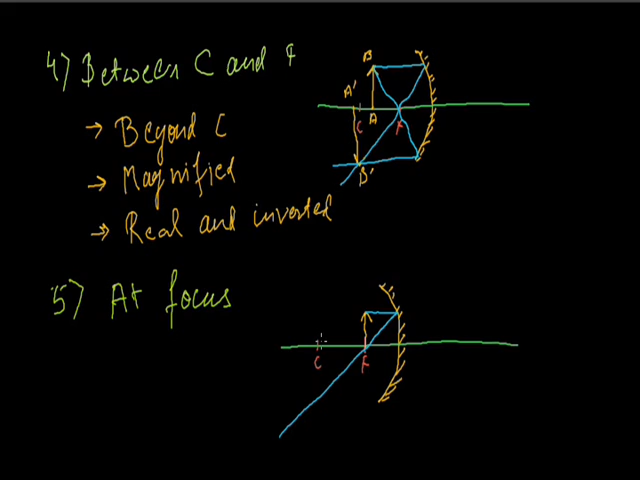 4) Between C and F
→ Beyond C
→ Magnified
→ Real and inverted
B
A'
C
A
F
B'
5) At focus
C
F